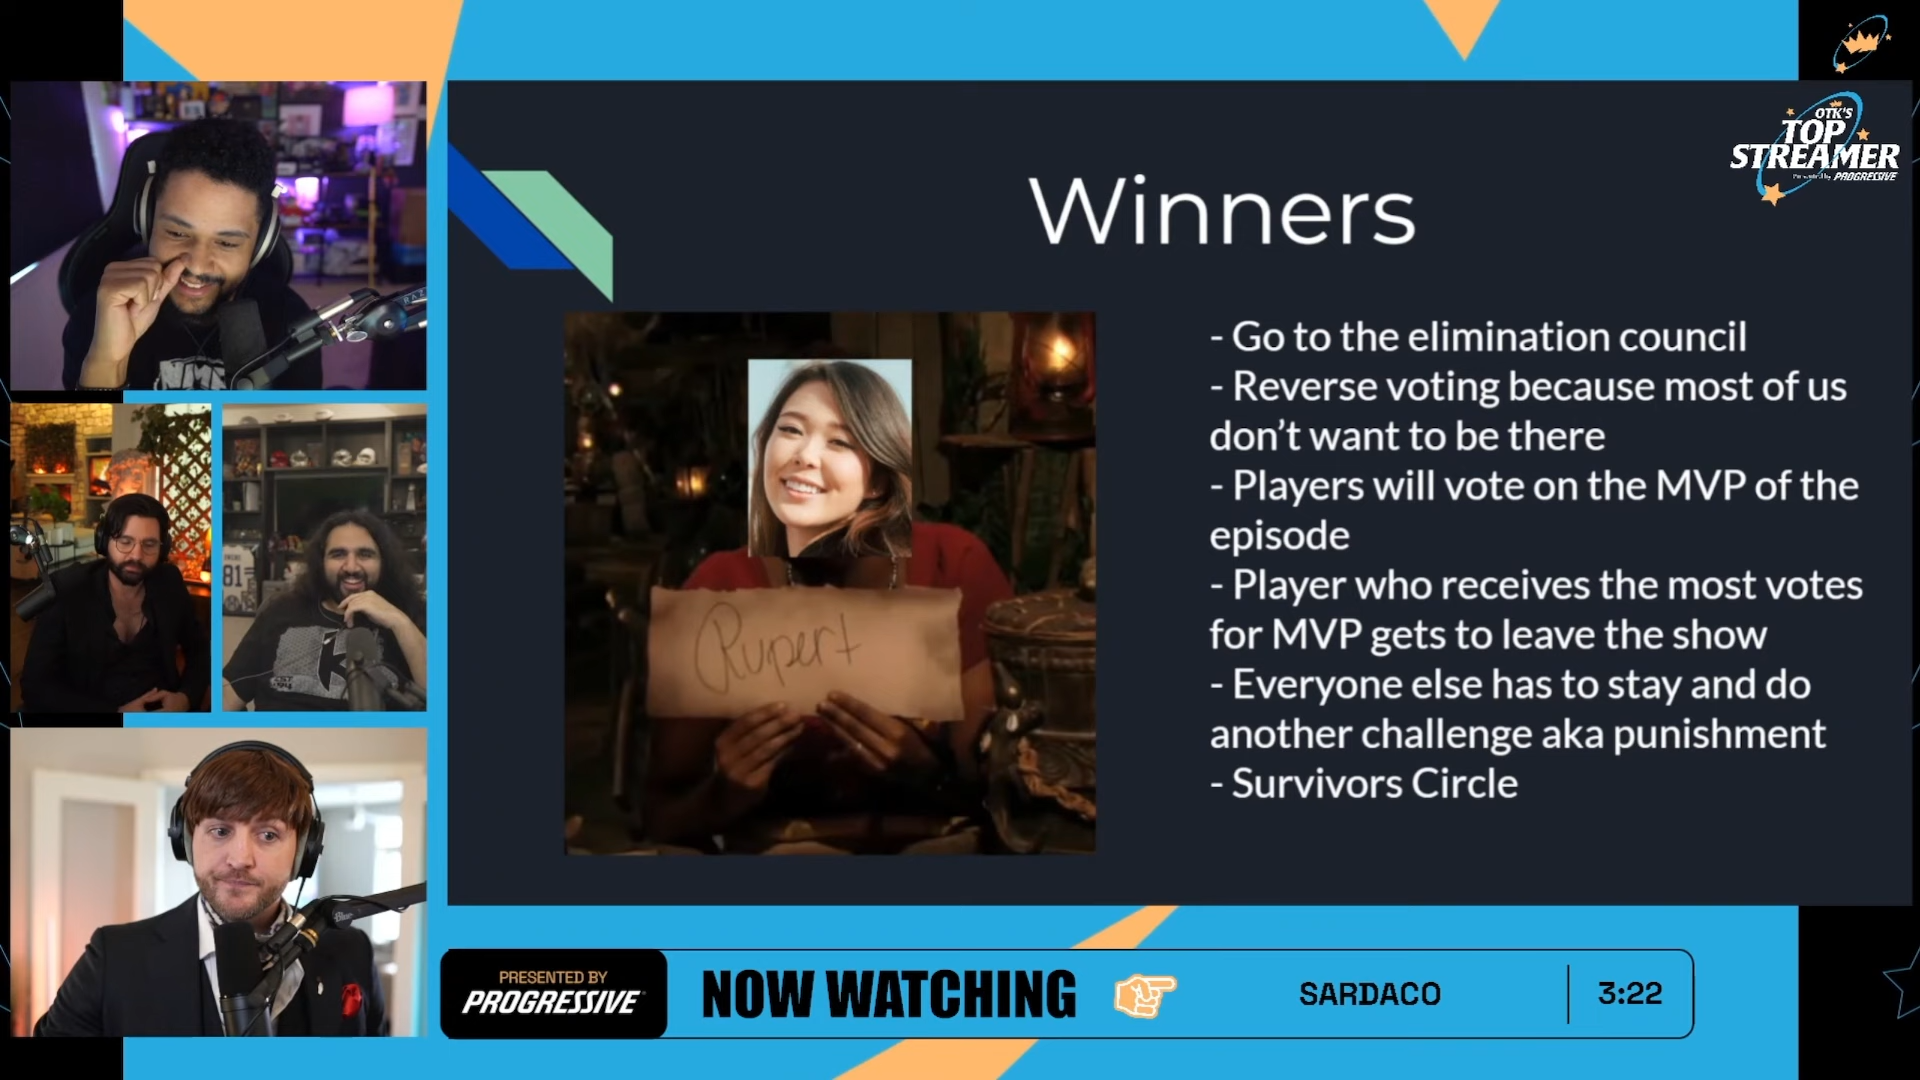 OTK'S
TOP
STREAMER
Presented by PROGRESSIVE
Winners
- Go to the elimination council
- Reverse voting because most of us
don’t want to be there
- Players will vote on the MVP of the
episode
- Player who receives the most votes
for MVP gets to leave the show
- Everyone else has to stay and do
another challenge aka punishment
- Survivors Circle
Rupert
81
PRESENTED BY
PROGRESSIVE
NOW WATCHING
SARDACO
3:22